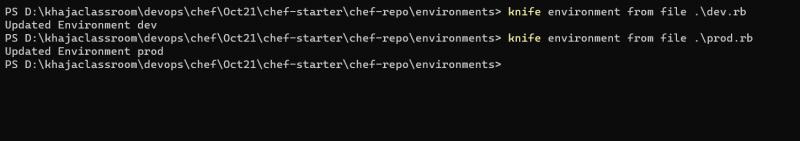 PS D:\khajaclassroom\devops\chef\Oct21\chef-starter\chef-repo\environments> knife environment from file .\dev.rb
Updated Environment dev
PS D:\khajaclassroom\devops\chef\Oct21\chef-starter\chef-repo\environments> knife environment from file .\prod.rb
Updated Environment prod
PS D:\khajaclassroom\devops\chef\Oct21\chef-starter\chef-repo\environments>